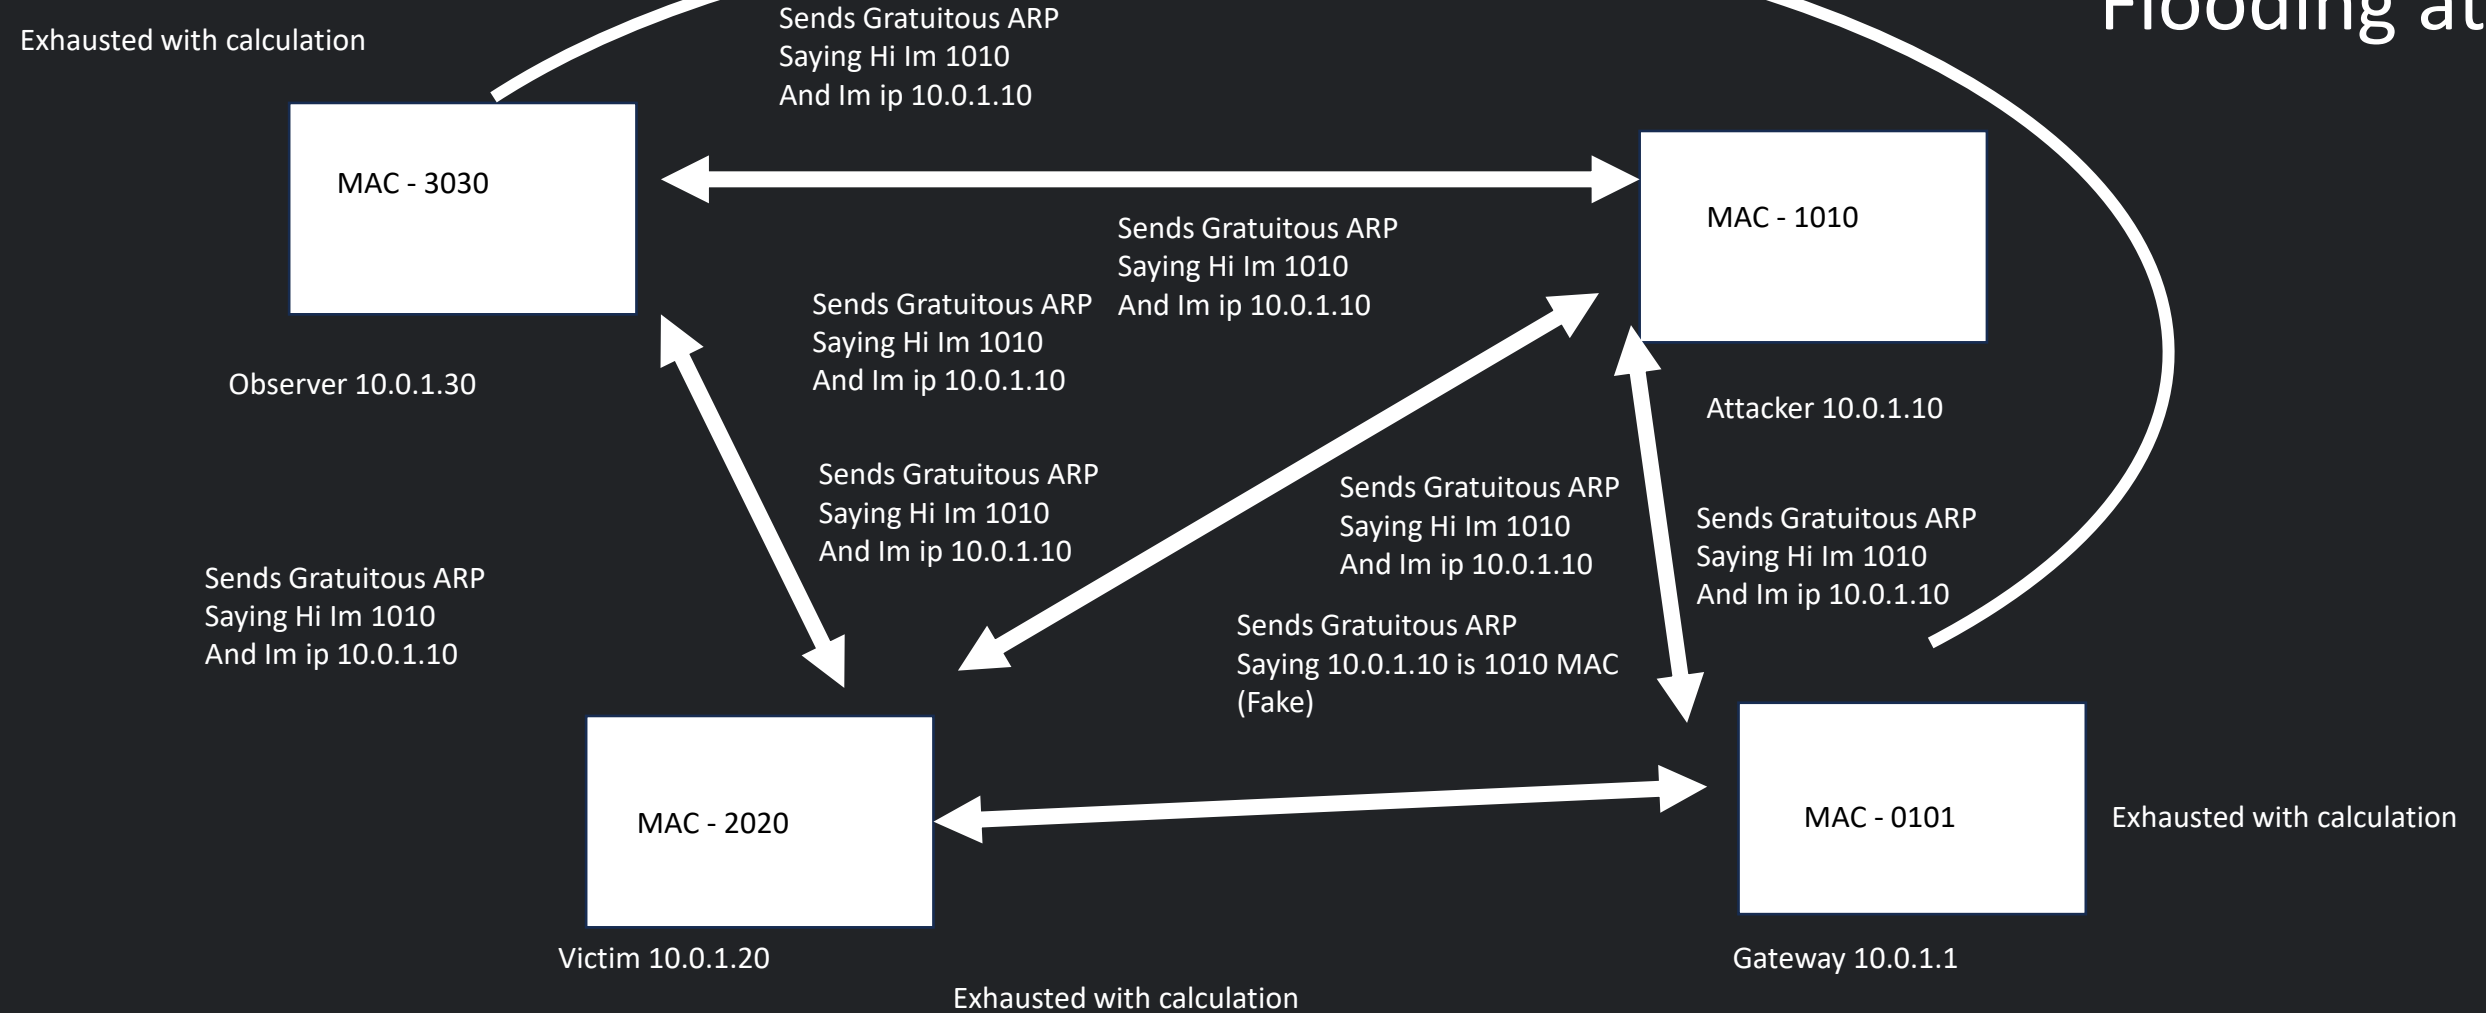 Flooding at
Exhausted with calculation
Sends Gratuitous ARP
Saying Hi Im 1010
And Im ip 10.0.1.10
MAC - 3030
MAC - 1010
Sends Gratuitous ARP
Saying Hi Im 1010
And Im ip 10.0.1.10
Sends Gratuitous ARP
Saying Hi Im 1010
And Im ip 10.0.1.10
Observer 10.0.1.30
Attacker 10.0.1.10
Sends Gratuitous ARP
Saying Hi Im 1010
And Im ip 10.0.1.10
Sends Gratuitous ARP
Saying Hi Im 1010
And Im ip 10.0.1.10
Sends Gratuitous ARP
Saying Hi Im 1010
And Im ip 10.0.1.10
Sends Gratuitous ARP
Saying Hi Im 1010
And Im ip 10.0.1.10
Sends Gratuitous ARP
Saying 10.0.1.10 is 1010 MAC
(Fake)
MAC - 2020
MAC - 0101
Exhausted with calculation
Victim 10.0.1.20
Gateway 10.0.1.1
Exhausted with calculation